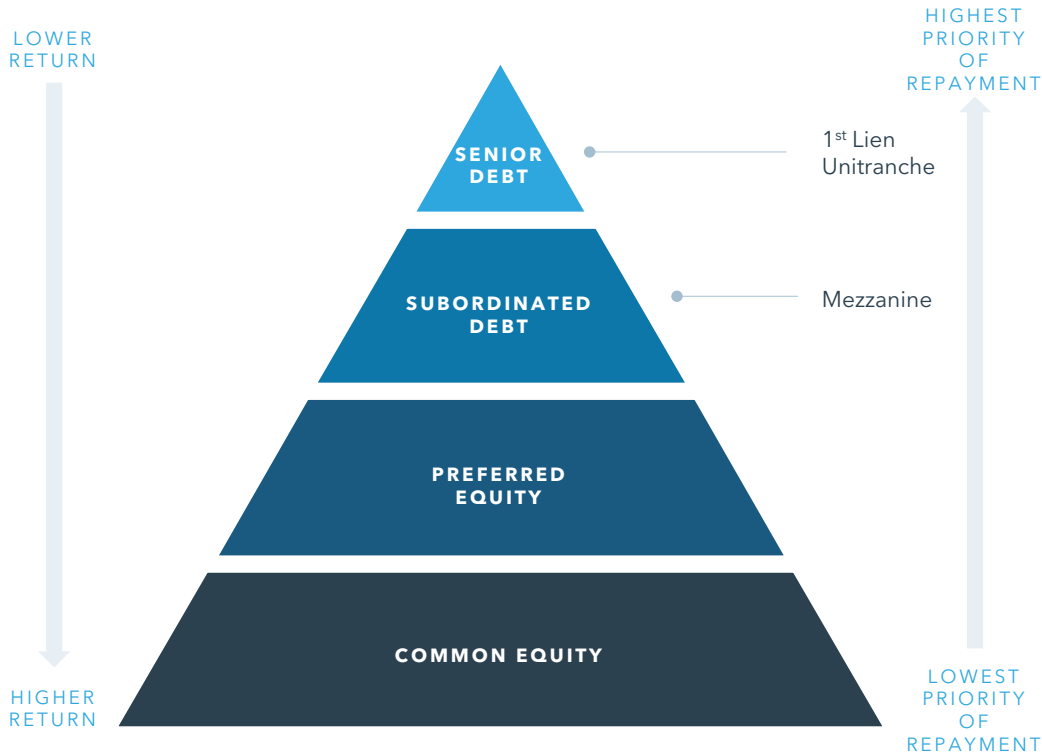 LOWER
RETURN
HIGHEST
PRIORITY
OF
REPAYMENT
SENIOR
DEBT
1st Lien
Unitranche
SUBORDINATED
DEBT
Mezzanine
PREFERRED
EQUITY
COMMON EQUITY
HIGHER
RETURN
LOWEST
PRIORITY
OF
REPAYMENT